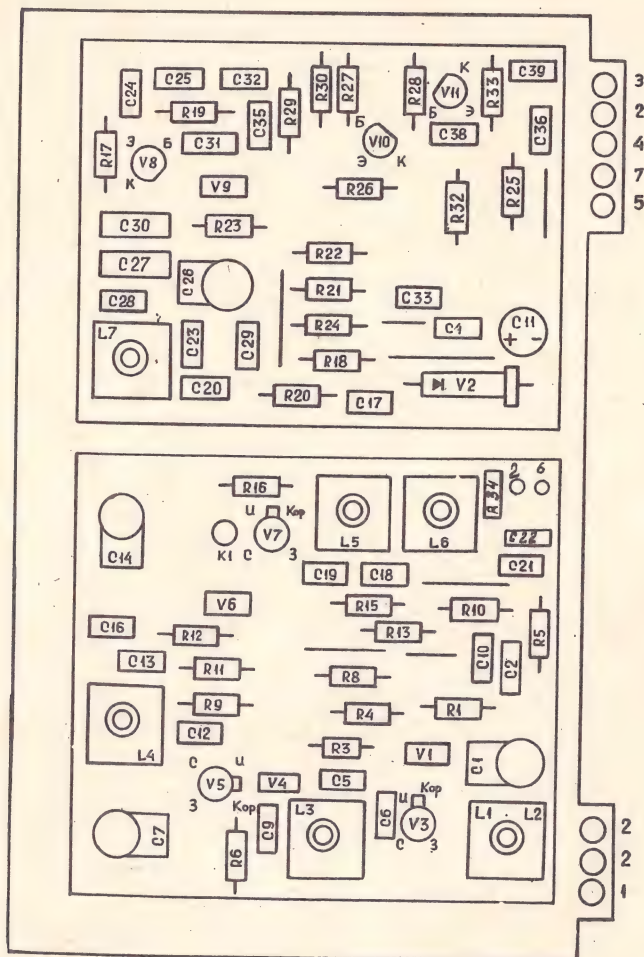 C24 C25 C32
R19 C35 R29 R30 R27 R28 К V11 R33 C39 3
2
R17 З V8 Б К C31 Б V10 Э К Б Э C38 C36 4
V9 R26 R32 R25 7
5
C30 R23
C27 C26 R22
C28 R21 C33
L7 C23 C29 R24 C4 C11 + -
R18
C20 R20 C17 V2
R16 2 6
C14 К1 И Кор V7 С З L5 L6 R34
C22
C19 C18 C21
V6 R15 R10
C16 R12 R13 R5
C13 R11 R8 C10 C2
R9 R4 R1
L4 C12 R3 V1 C1
С И V5 З Кор V4 C5 И Кор
C7 R6 C9 L3 C6 V3 С З L1 L2 2
2
1